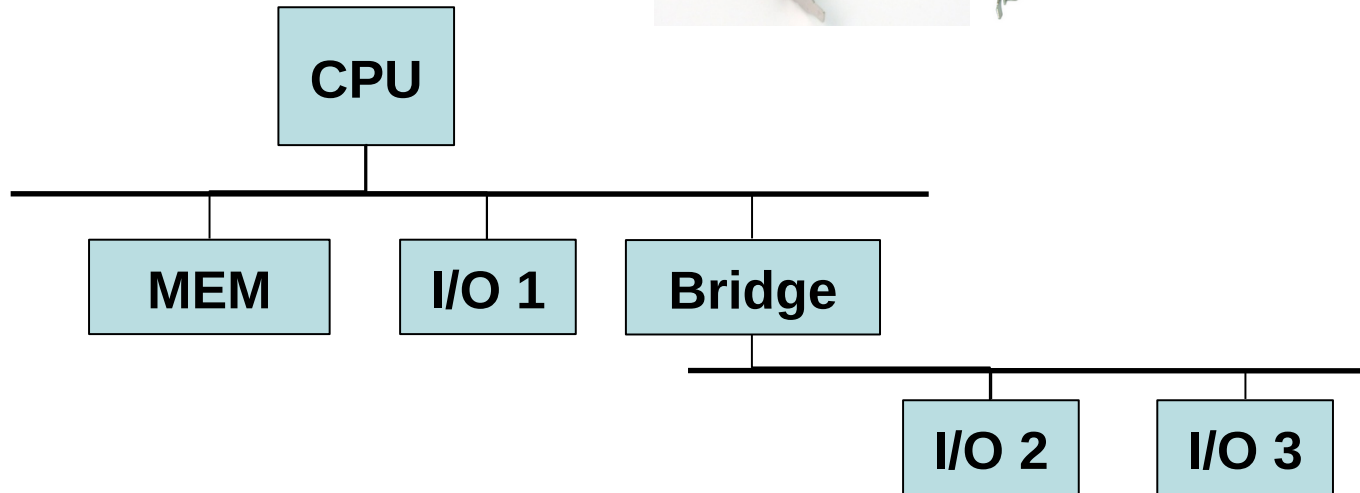 CPU
MEM
I/O 1
Bridge
I/O 2
I/O 3